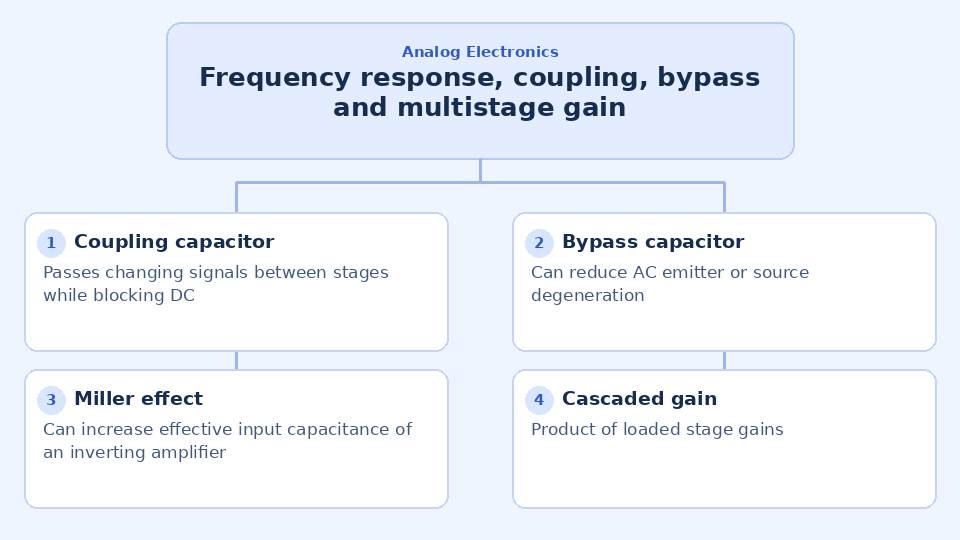 Analog Electronics
Frequency response, coupling, bypass
and multistage gain
1 Coupling capacitor
Passes changing signals between stages
while blocking DC
2 Bypass capacitor
Can reduce AC emitter or source
degeneration
3 Miller effect
Can increase effective input capacitance of
an inverting amplifier
4 Cascaded gain
Product of loaded stage gains